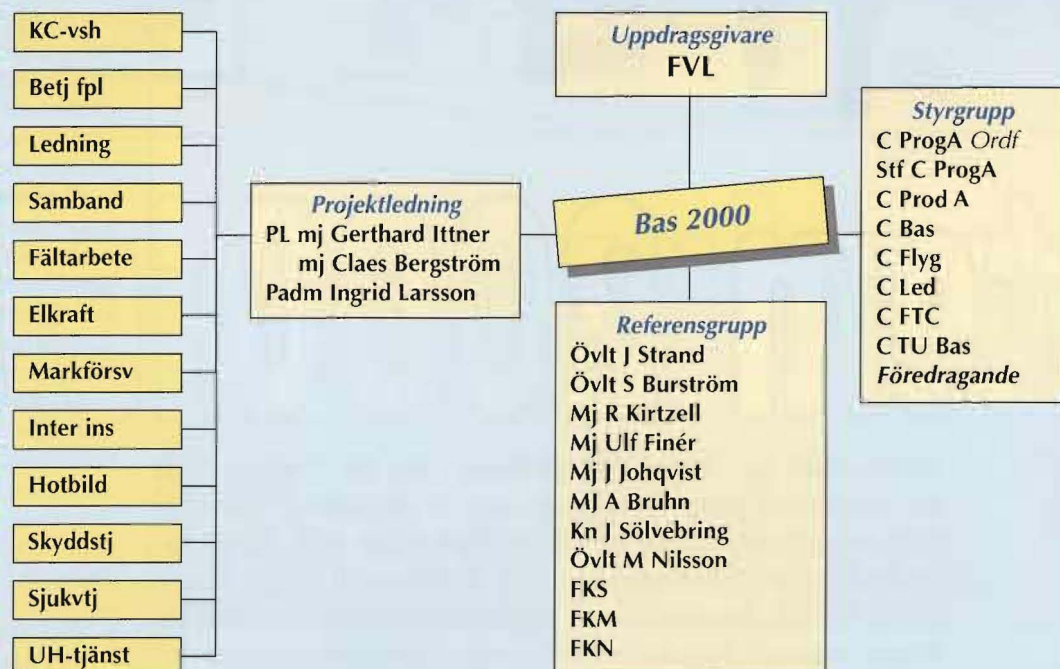 KC-vsh
Betj fpl
Ledning
Samband
Fältarbete
Elkraft
Markförsv
Inter ins
Hotbild
Skyddstj
Sjukvtj
UH-tjänst
Projektledning
PL mj Gerthard Ittner
mj Claes Bergström
Padm Ingrid Larsson
Uppdragsgivare
FVL
Bas 2000
Referensgrupp
Övlt J Strand
Övlt S Burström
Mj R Kirtzell
Mj Ulf Finér
Mj J Johqvist
MJ A Bruhn
Kn J Sölvebring
Övlt M Nilsson
FKS
FKM
FKN
Styrgrupp
C ProgA Ordf
Stf C ProgA
C Prod A
C Bas
C Flyg
C Led
C FTC
C TU Bas
Föredragande